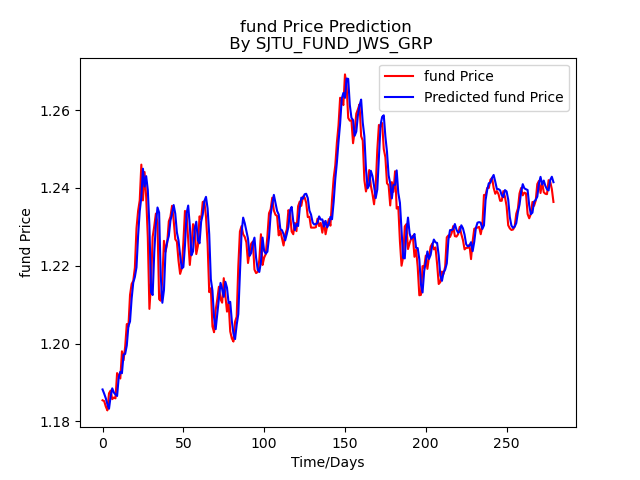 fund Price Prediction
By SJTU_FUND_JWS_GRP
fund Price
Predicted fund Price
fund Price
1.26
1.24
1.22
1.20
1.18
0 50 100 150 200 250
Time/Days